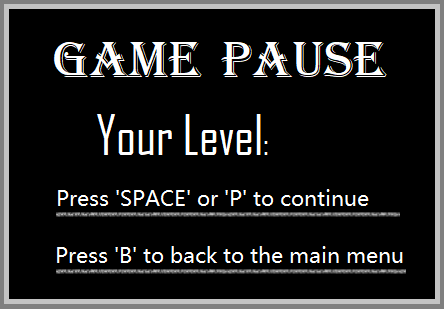 GAME PAUSE
Your Level:
Press 'SPACE' or 'P' to continue
Press 'B' to back to the main menu